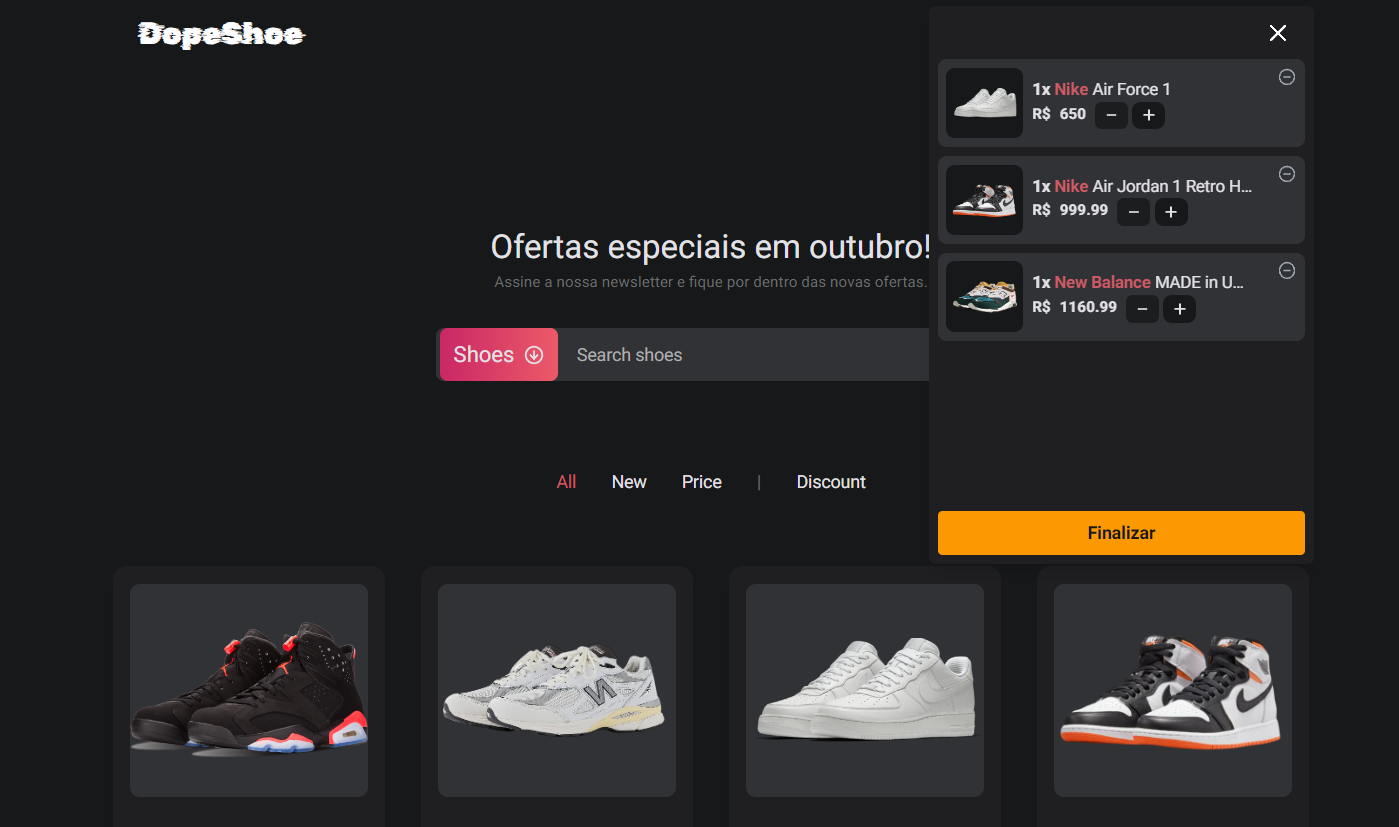 DopeShoe
Ofertas especiais em outubro!
Assine a nossa newsletter e fique por dentro das novas ofertas.
Shoes
Search shoes
All New Price | Discount
1x Nike Air Force 1
R$ 650 − +
1x Nike Air Jordan 1 Retro H...
R$ 999.99 − +
1x New Balance MADE in U...
R$ 1160.99 − +
Finalizar